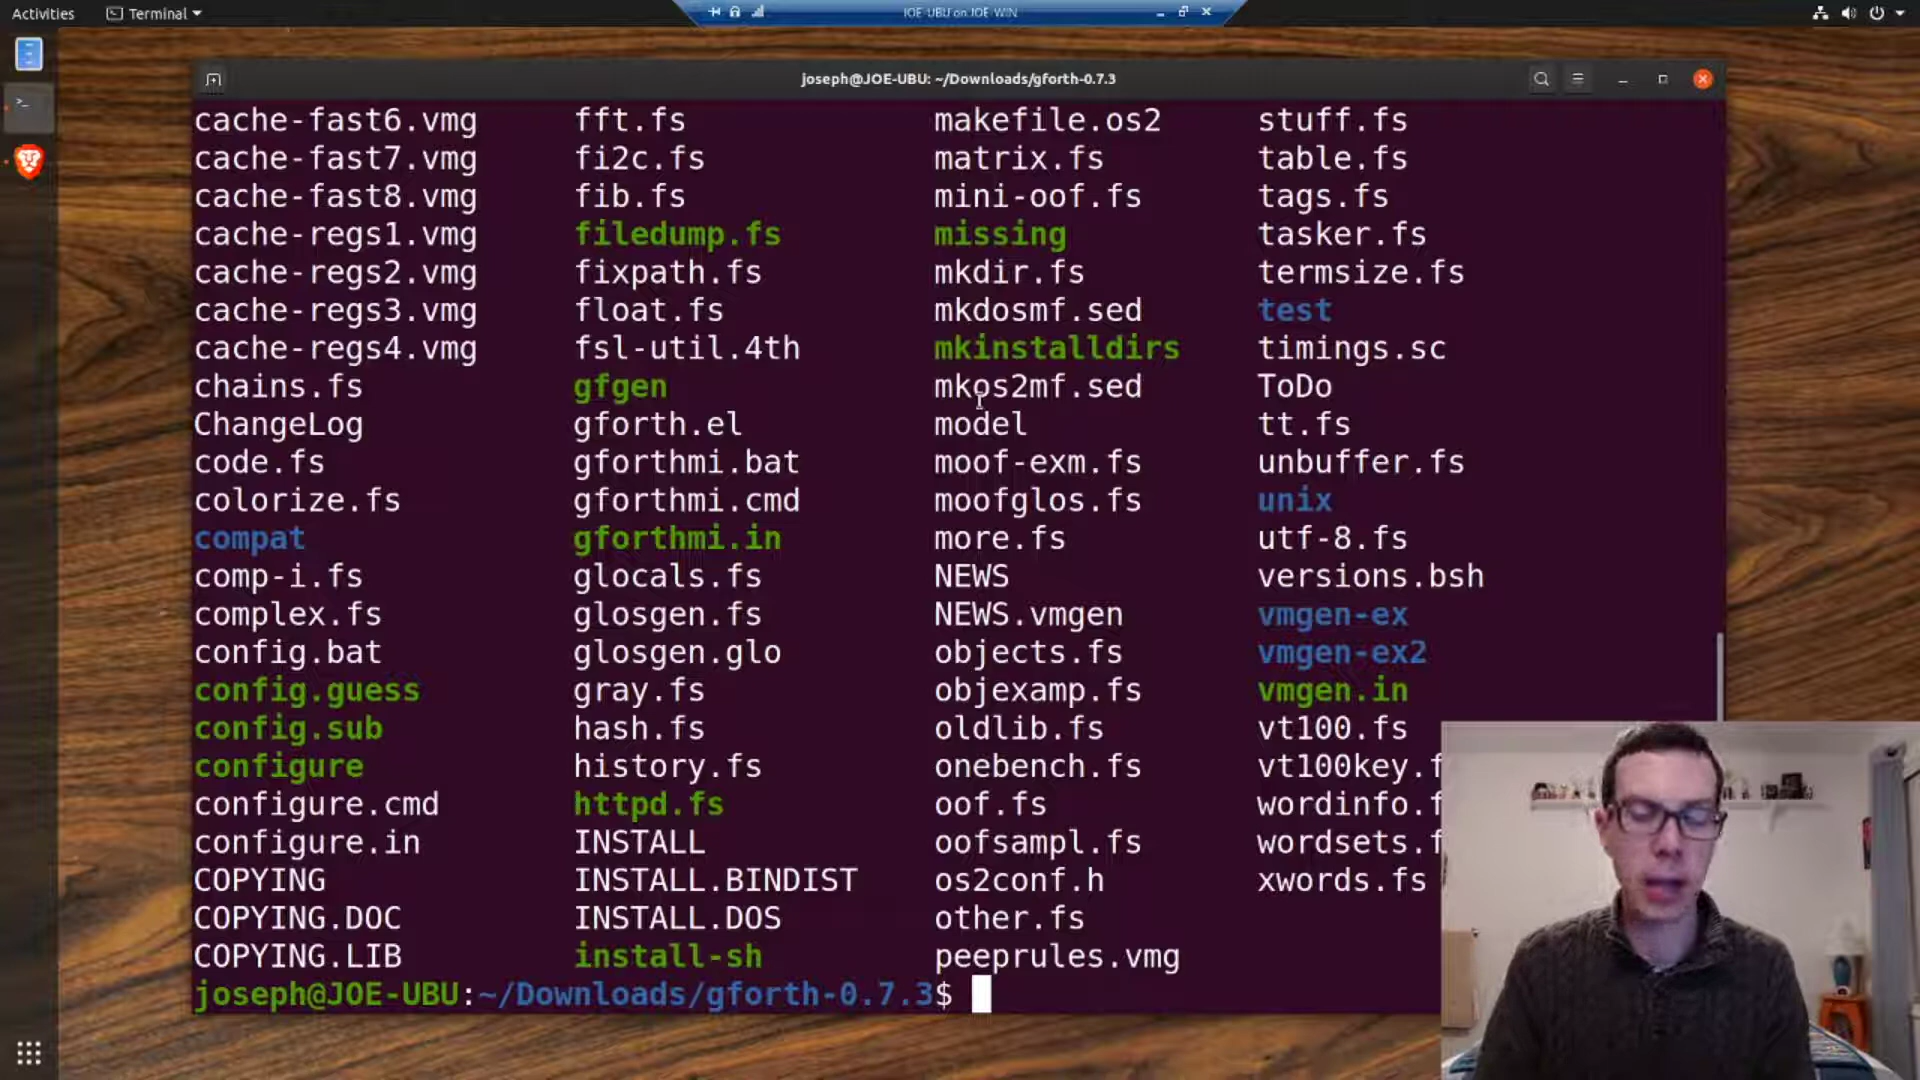 Activities Terminal JOE-UBU on JOE-WIN
joseph@JOE-UBU: ~/Downloads/gforth-0.7.3
cache-fast6.vmg fft.fs makefile.os2 stuff.fs
cache-fast7.vmg fi2c.fs matrix.fs table.fs
cache-fast8.vmg fib.fs mini-oof.fs tags.fs
cache-regs1.vmg filedump.fs missing tasker.fs
cache-regs2.vmg fixpath.fs mkdir.fs termsize.fs
cache-regs3.vmg float.fs mkdosmf.sed test
cache-regs4.vmg fsl-util.4th mkinstalldirs timings.sc
chains.fs gfgen mkos2mf.sed ToDo
ChangeLog gforth.el model tt.fs
code.fs gforthmi.bat moof-exm.fs unbuffer.fs
colorize.fs gforthmi.cmd moofglos.fs unix
compat gforthmi.in more.fs utf-8.fs
comp-i.fs glocals.fs NEWS versions.bsh
complex.fs glosgen.fs NEWS.vmgen vmgen-ex
config.bat glosgen.glo objects.fs vmgen-ex2
config.guess gray.fs objexamp.fs vmgen.in
config.sub hash.fs oldlib.fs vt100.fs
configure history.fs onebench.fs vt100key.f
configure.cmd httpd.fs oof.fs wordinfo.f
configure.in INSTALL oofsampl.fs wordsets.f
COPYING INSTALL.BINDIST os2conf.h xwords.fs
COPYING.DOC INSTALL.DOS other.fs
COPYING.LIB install-sh peeprules.vmg
joseph@JOE-UBU:~/Downloads/gforth-0.7.3$